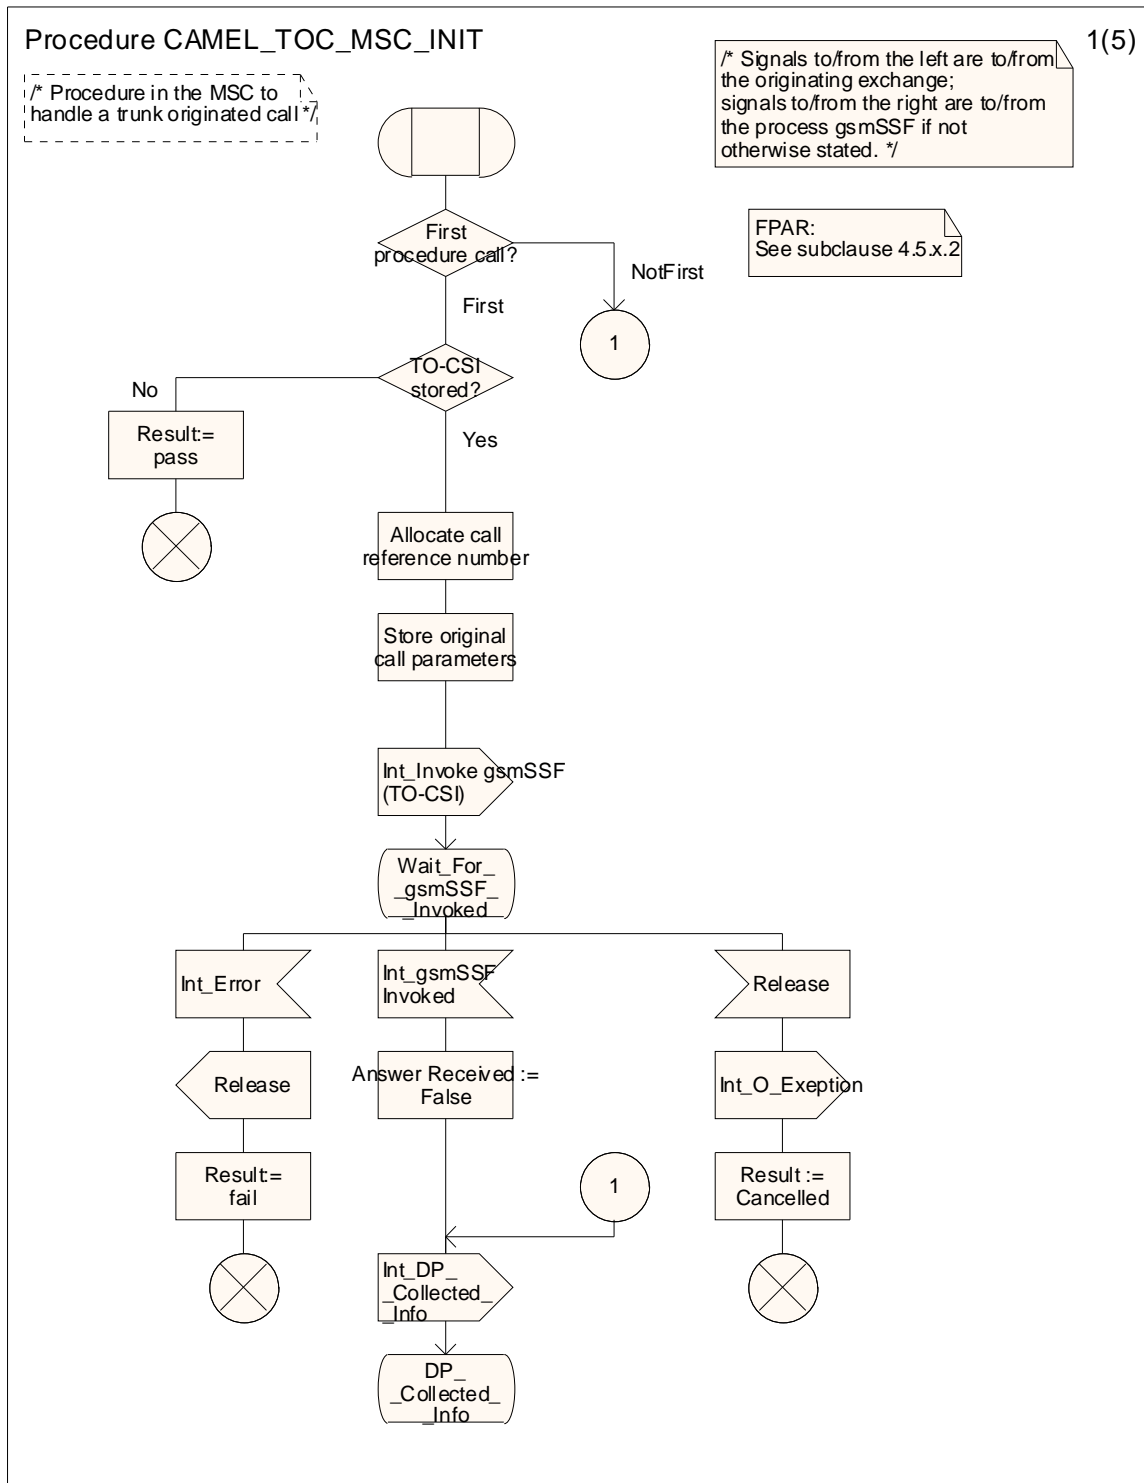 Procedure CAMEL_TOC_MSC_INIT
1(5)
/* Procedure in the MSC to
handle a trunk originated call */
/* Signals to/from the left are to/from
the originating exchange;
signals to/from the right are to/from
the process gsmSSF if not
otherwise stated. */
FPAR:
See subclause 4.5.x.2
First
procedure call?
NotFirst
First
1
TO-CSI
stored?
No
Yes
Result:=
pass
Allocate call
reference number
Store original
call parameters
Int_Invoke gsmSSF
(TO-CSI)
Wait_For_
_gsmSSF_
_Invoked
Int_Error
Int_gsmSSF
Invoked
Release
Release
Answer Received :=
False
Int_O_Exeption
Result:=
fail
1
Result :=
Cancelled
Int_DP_
_Collected_
_Info
DP_
_Collected_
_Info